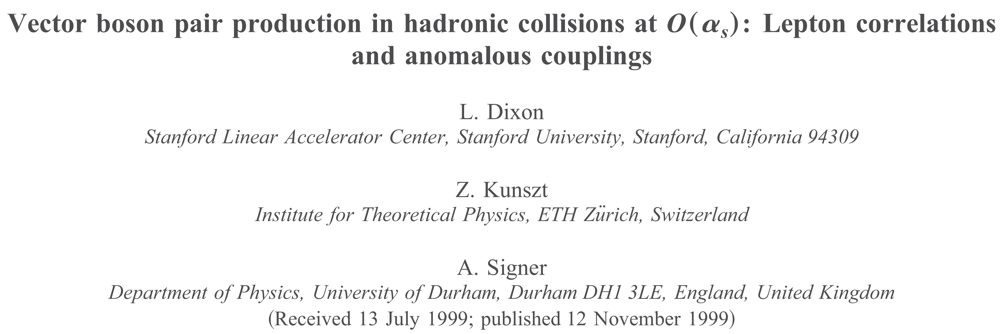 Vector boson pair production in hadronic collisions at O(αs): Lepton correlations
and anomalous couplings
L. Dixon
Stanford Linear Accelerator Center, Stanford University, Stanford, California 94309
Z. Kunszt
Institute for Theoretical Physics, ETH Zürich, Switzerland
A. Signer
Department of Physics, University of Durham, Durham DH1 3LE, England, United Kingdom
(Received 13 July 1999; published 12 November 1999)